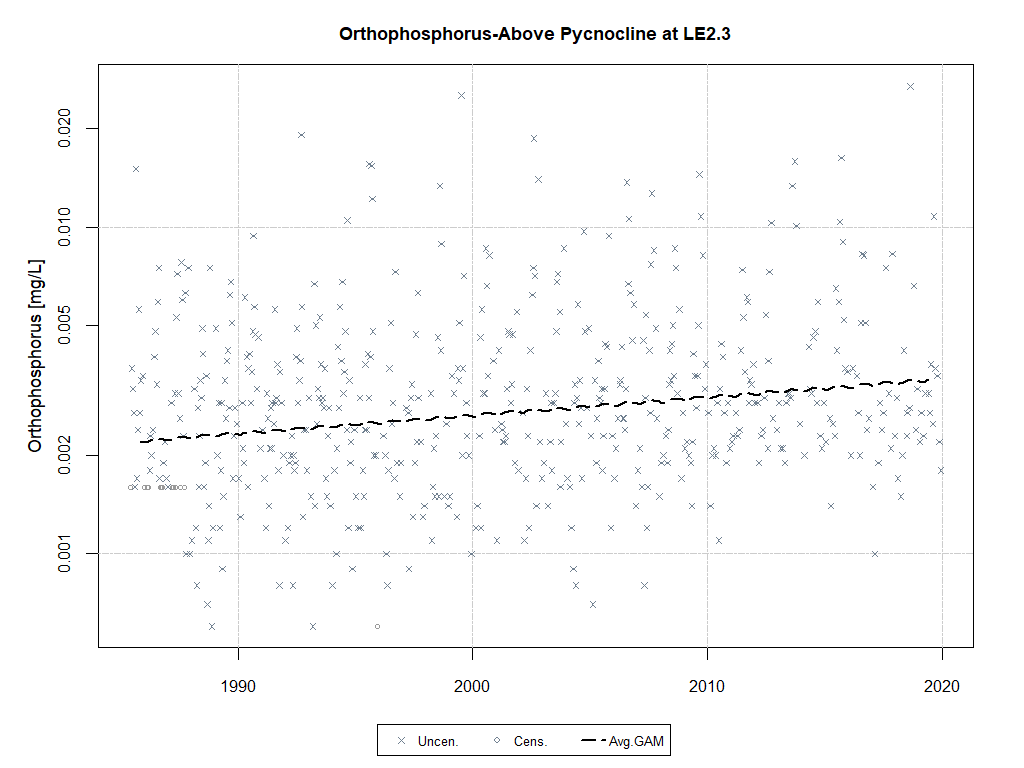 Orthophosphorus-Above Pycnocline at LE2.3
Orthophosphorus [mg/L]
0.020
0.010
0.005
0.002
0.001
1990
2000
2010
2020
Uncen.
Cens.
Avg.GAM